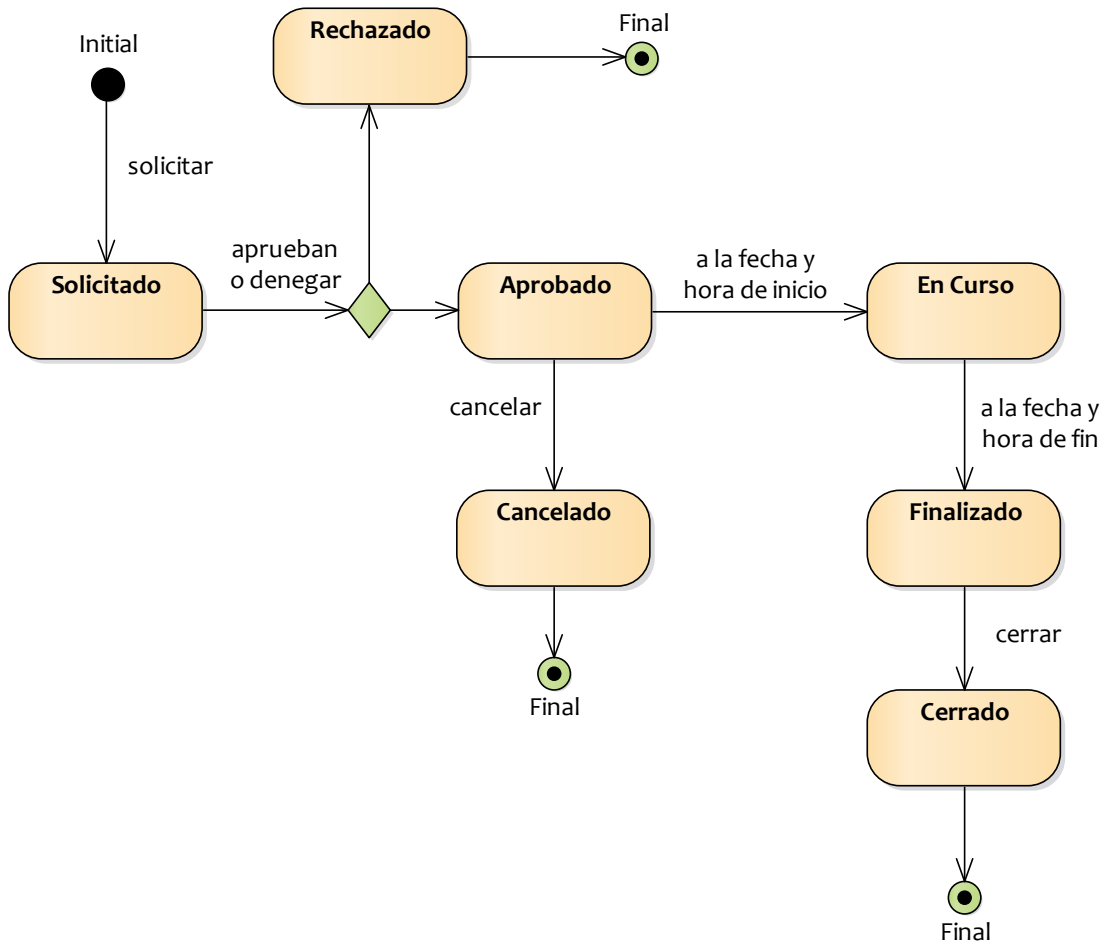 Initial
Rechazado
Final
solicitar
Solicitado
aprueban
o denegar
Aprobado
a la fecha y
hora de inicio
En Curso
cancelar
a la fecha y
hora de fin
Cancelado
Finalizado
cerrar
Final
Cerrado
Final